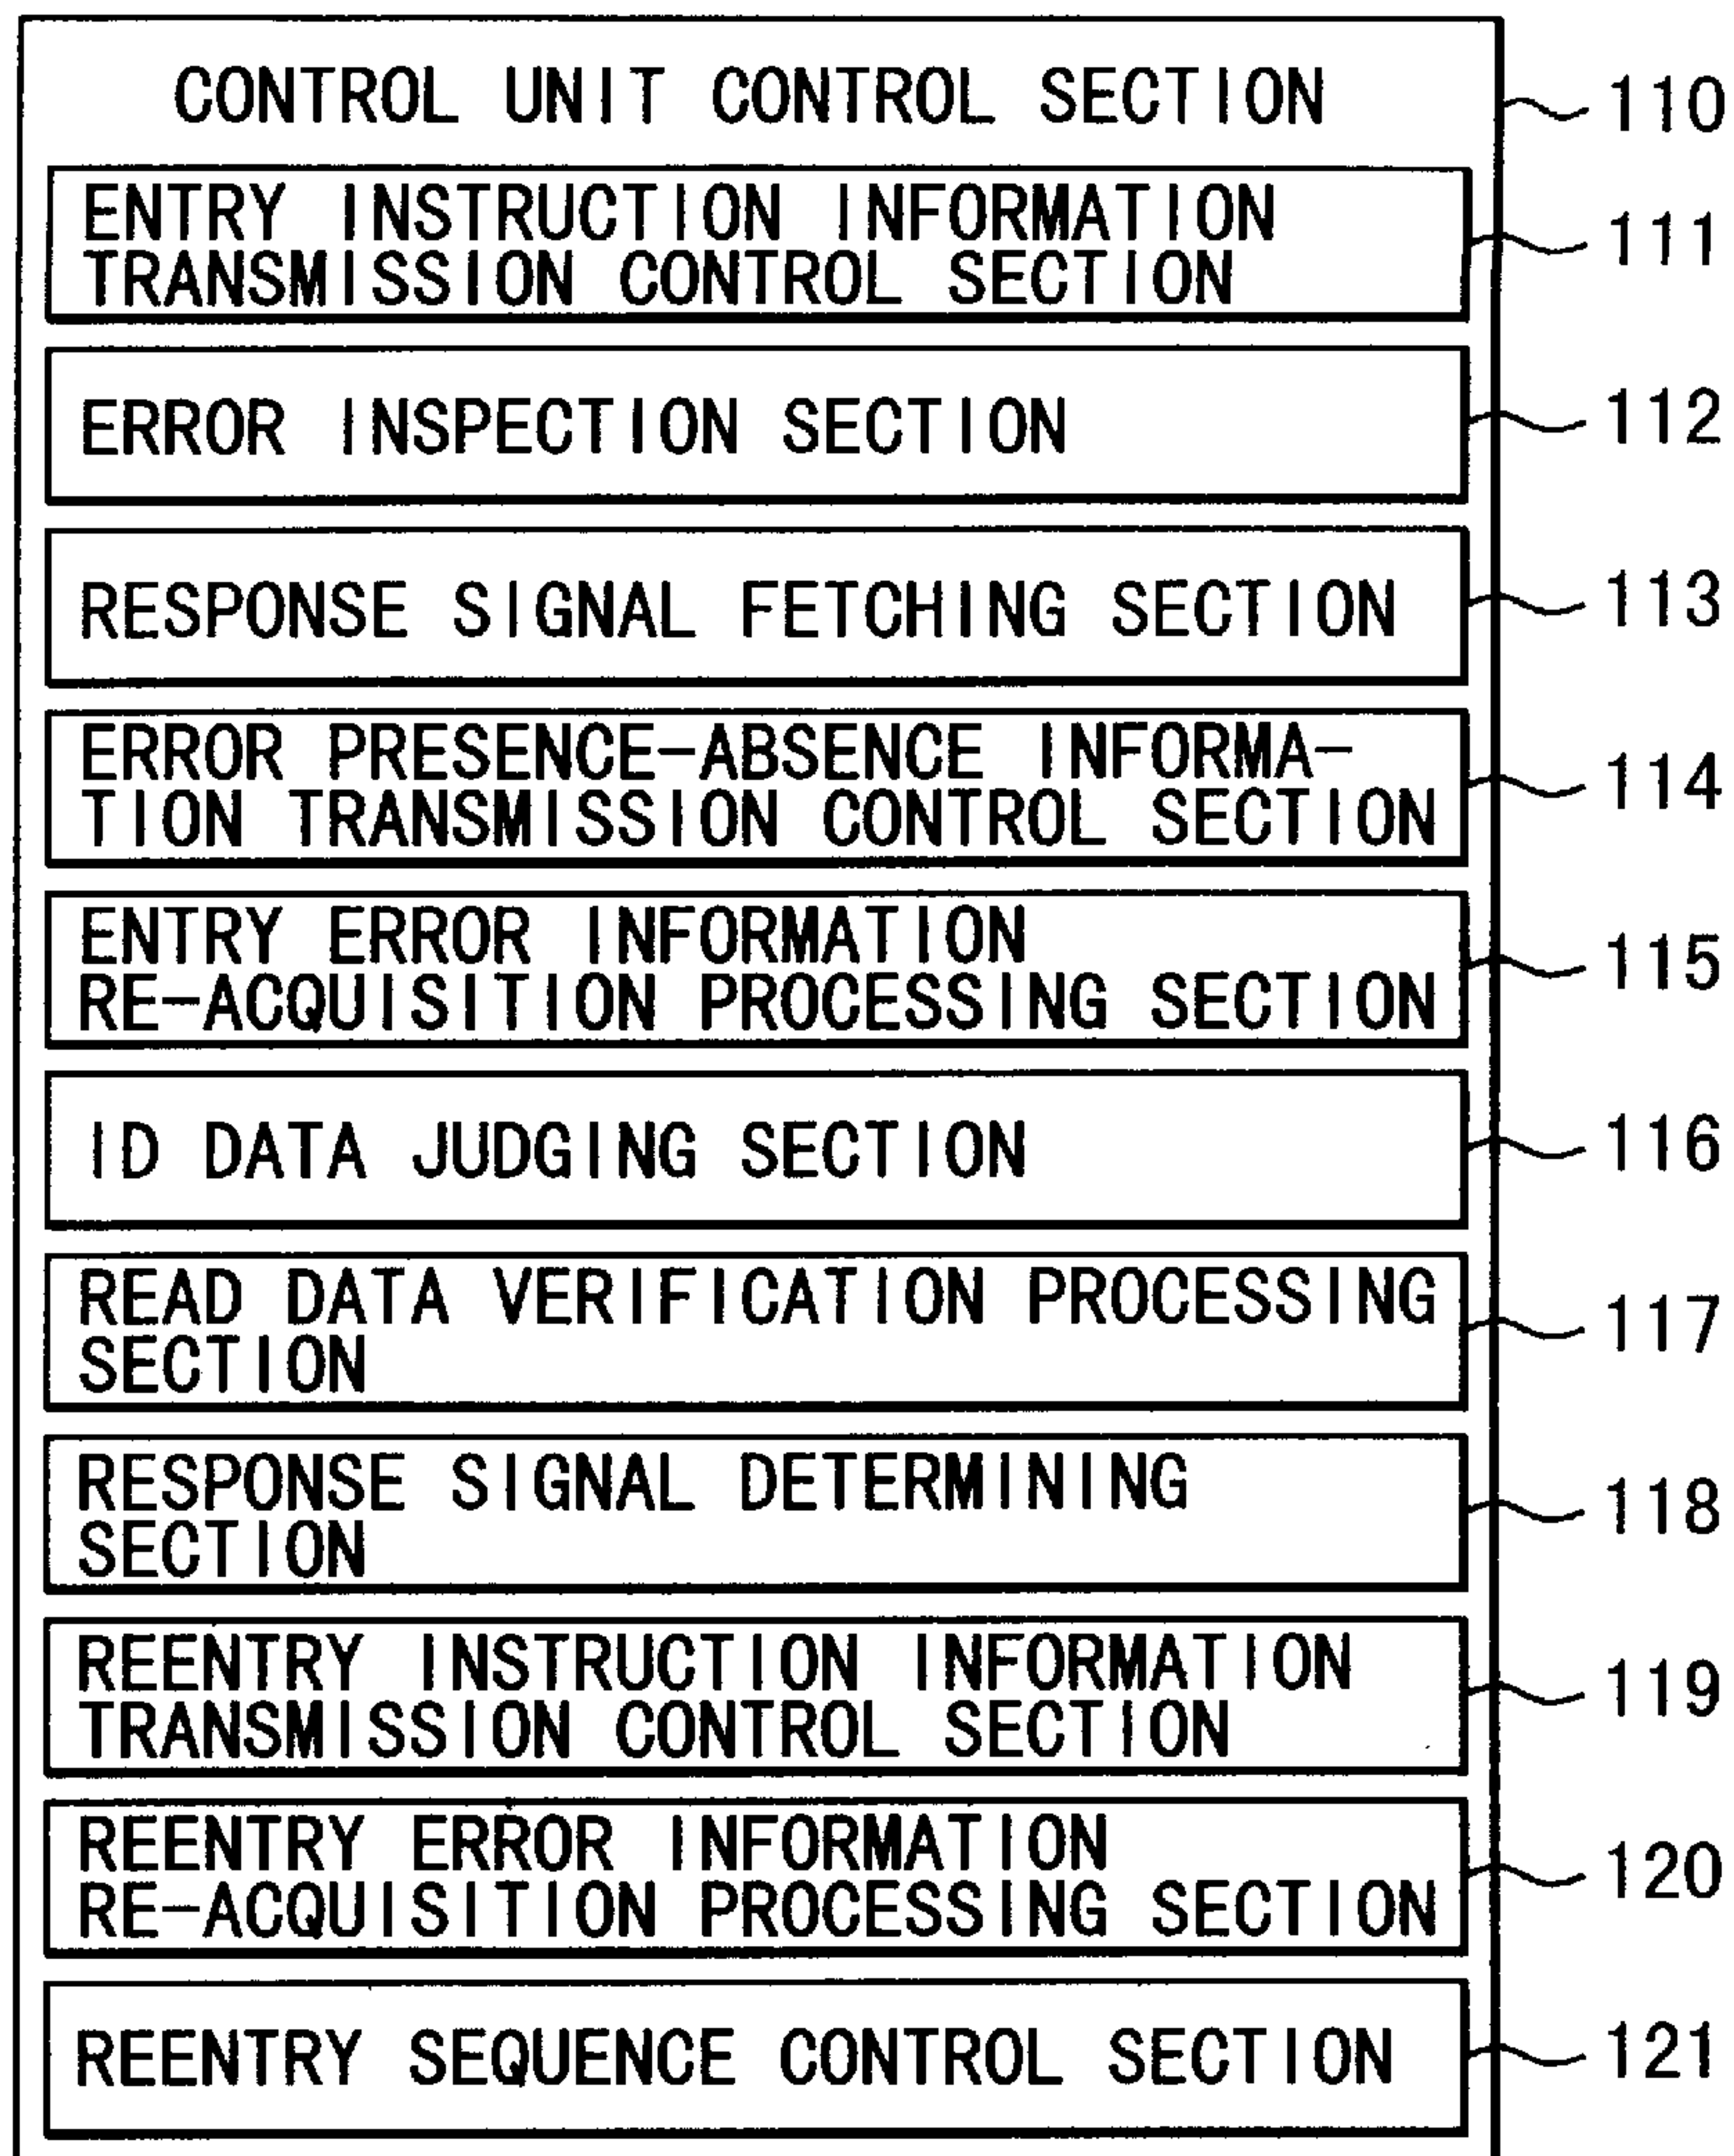 CONTROL UNIT CONTROL SECTION 110
ENTRY INSTRUCTION INFORMATION
TRANSMISSION CONTROL SECTION 111
ERROR INSPECTION SECTION 112
RESPONSE SIGNAL FETCHING SECTION 113
ERROR PRESENCE-ABSENCE INFORMA-
TION TRANSMISSION CONTROL SECTION 114
ENTRY ERROR INFORMATION
RE-ACQUISITION PROCESSING SECTION 115
ID DATA JUDGING SECTION 116
READ DATA VERIFICATION PROCESSING
SECTION 117
RESPONSE SIGNAL DETERMINING
SECTION 118
REENTRY INSTRUCTION INFORMATION
TRANSMISSION CONTROL SECTION 119
REENTRY ERROR INFORMATION
RE-ACQUISITION PROCESSING SECTION 120
REENTRY SEQUENCE CONTROL SECTION 121